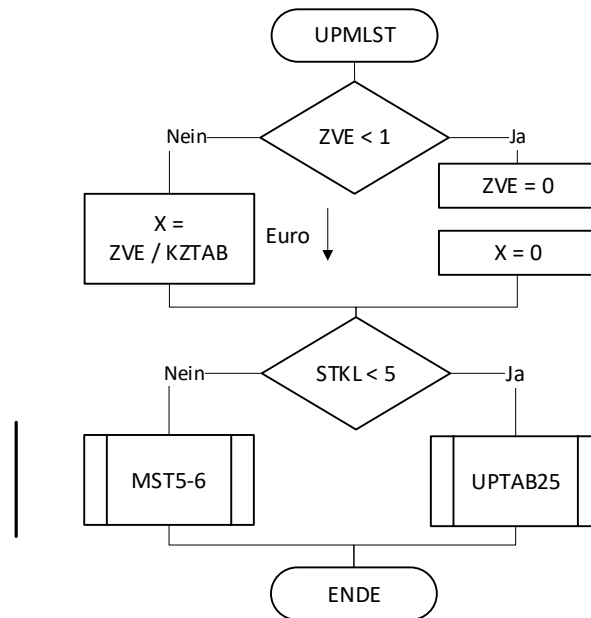 UPMLST
ZVE < 1
Nein
Ja
ZVE = 0
X =
ZVE / KZTAB
Euro
X = 0
STKL < 5
Nein
Ja
MST5-6
UPTAB25
ENDE